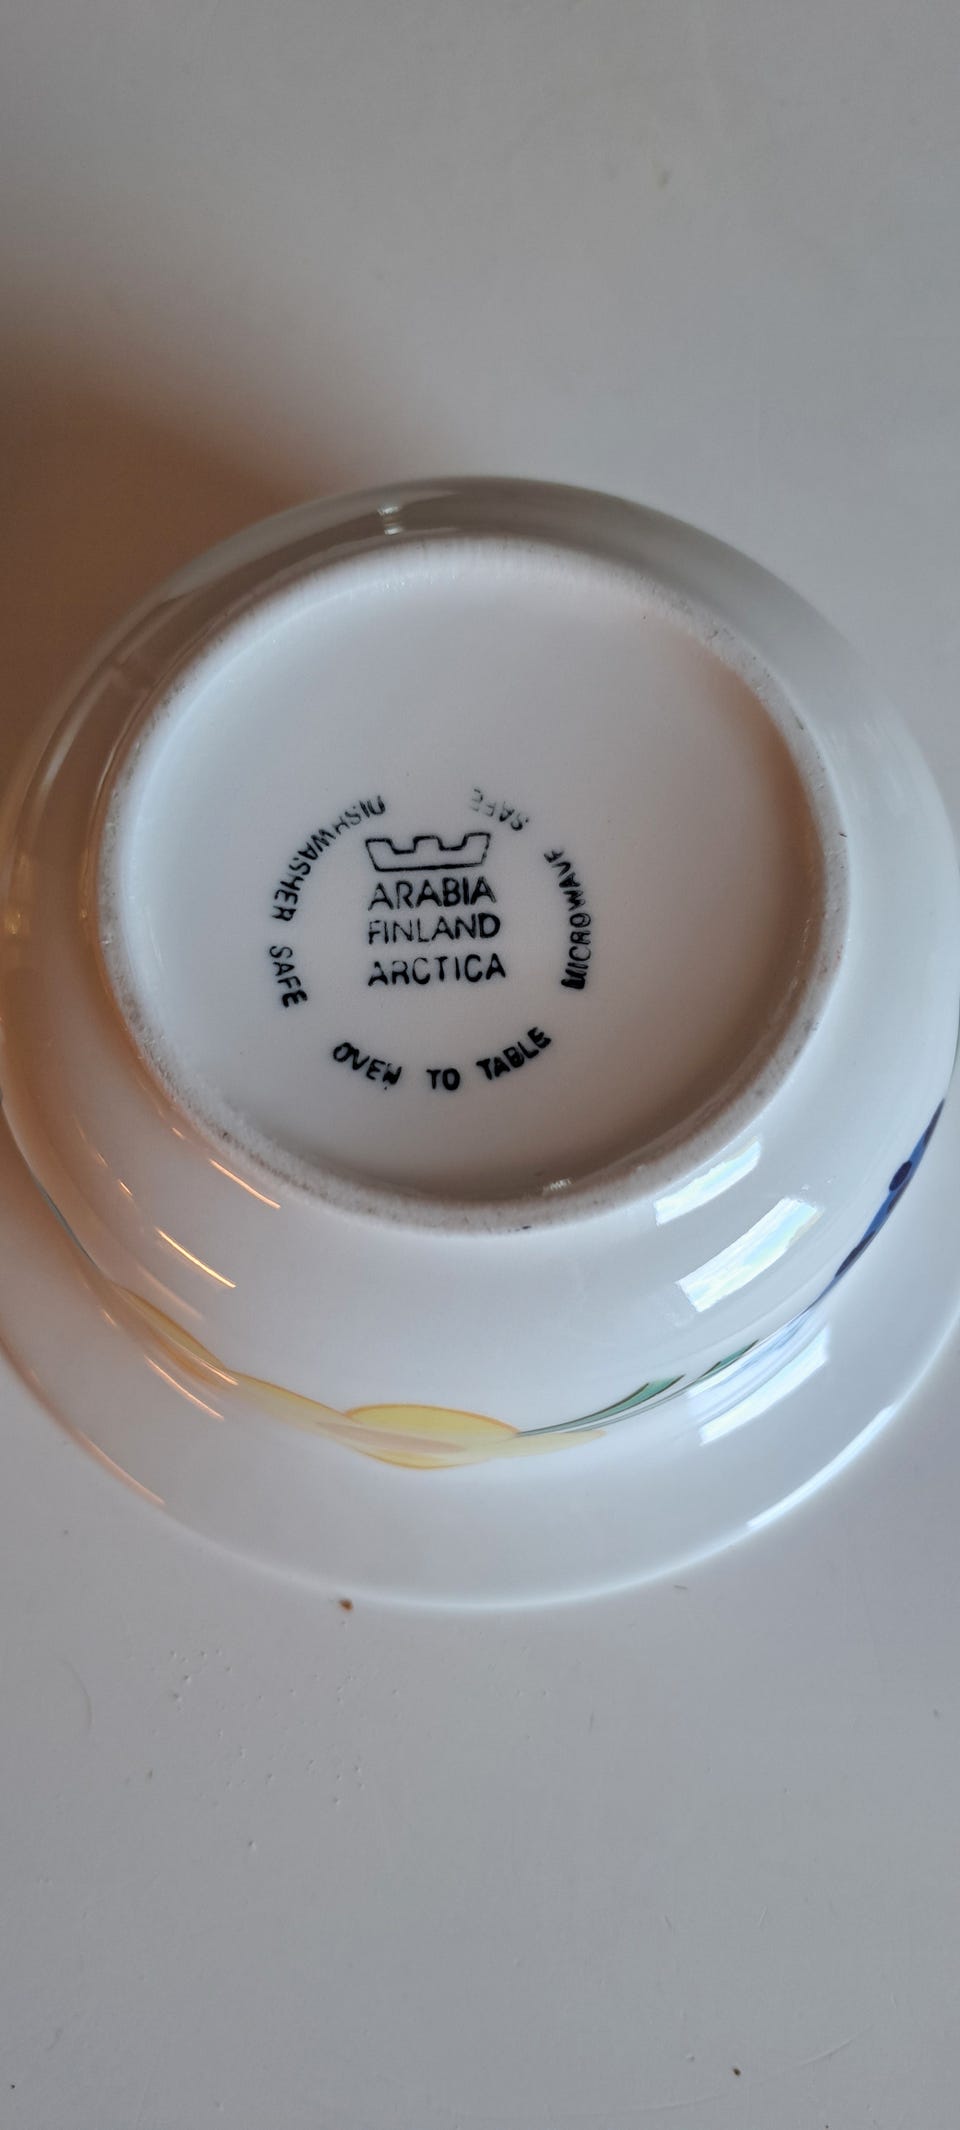 ARABIA
FINLAND
ARCTICA
DISHWASHER SAFE
OVEN TO TABLE
MICROWAVE SAFE